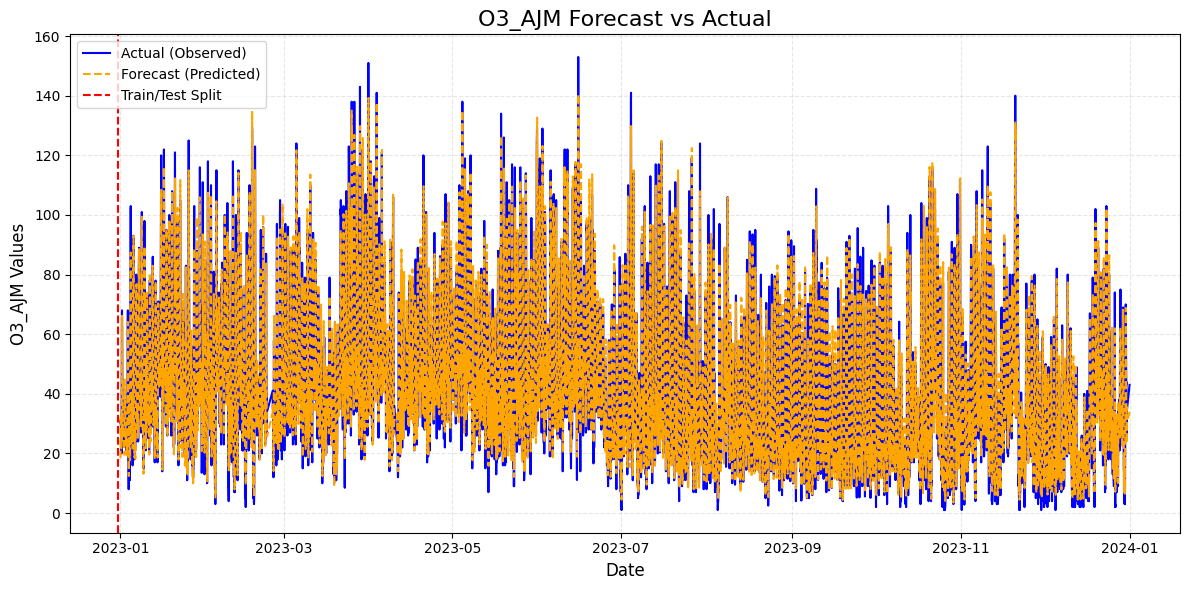 O3_AJM Forecast vs Actual
Actual (Observed)
Forecast (Predicted)
Train/Test Split
O3_AJM Values
160
140
120
100
80
60
40
20
0
2023-01
2023-03
2023-05
2023-07
2023-09
2023-11
2024-01
Date